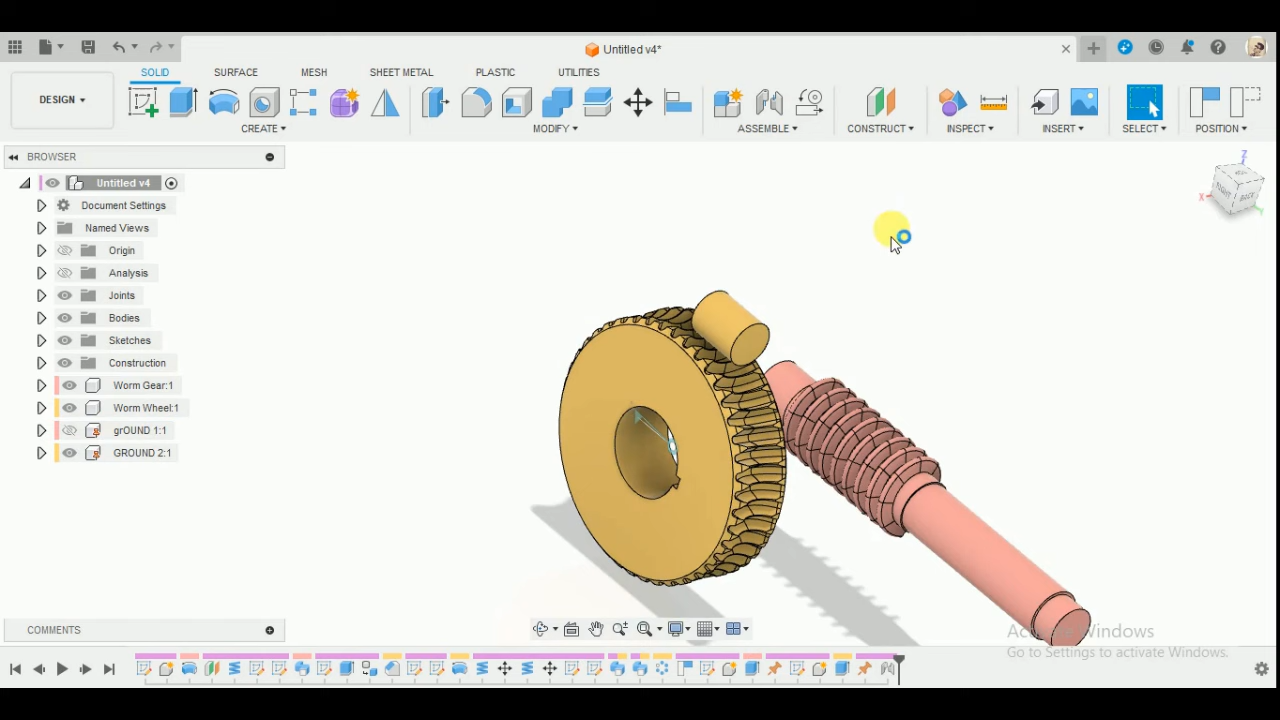 Untitled v4*
DESIGN
SOLID
SURFACE
MESH
SHEET METAL
PLASTIC
UTILITIES
CREATE
MODIFY
ASSEMBLE
CONSTRUCT
INSPECT
INSERT
SELECT
POSITION
BROWSER
Untitled v4
Document Settings
Named Views
Origin
Analysis
Joints
Bodies
Sketches
Construction
Worm Gear:1
Worm Wheel:1
grOUND 1:1
GROUND 2:1
Z
X
RIGHT
BACK
COMMENTS
Activate Windows
Go to Settings to activate Windows.